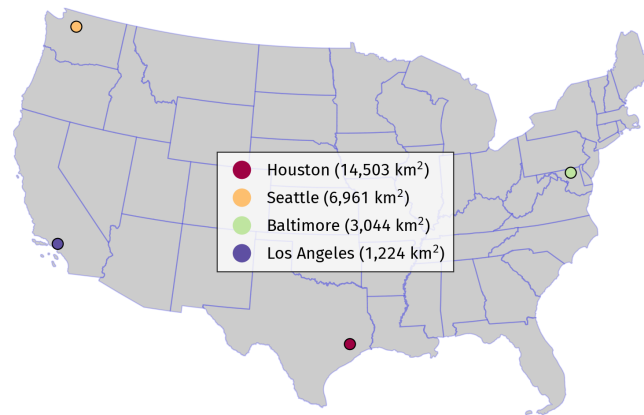 Houston (14,503 km²)
Seattle (6,961 km²)
Baltimore (3,044 km²)
Los Angeles (1,224 km²)